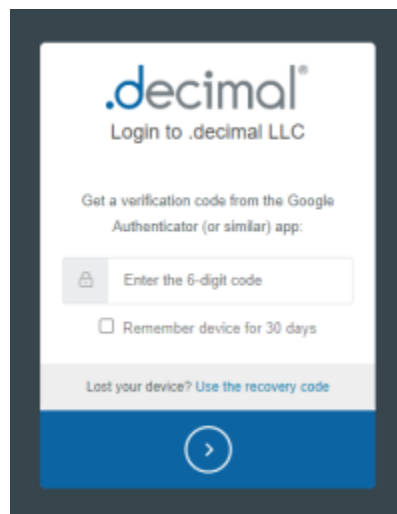 .decimal®
Login to .decimal LLC
Get a verification code from the Google
Authenticator (or similar) app:
Enter the 6-digit code
Remember device for 30 days
Lost your device? Use the recovery code